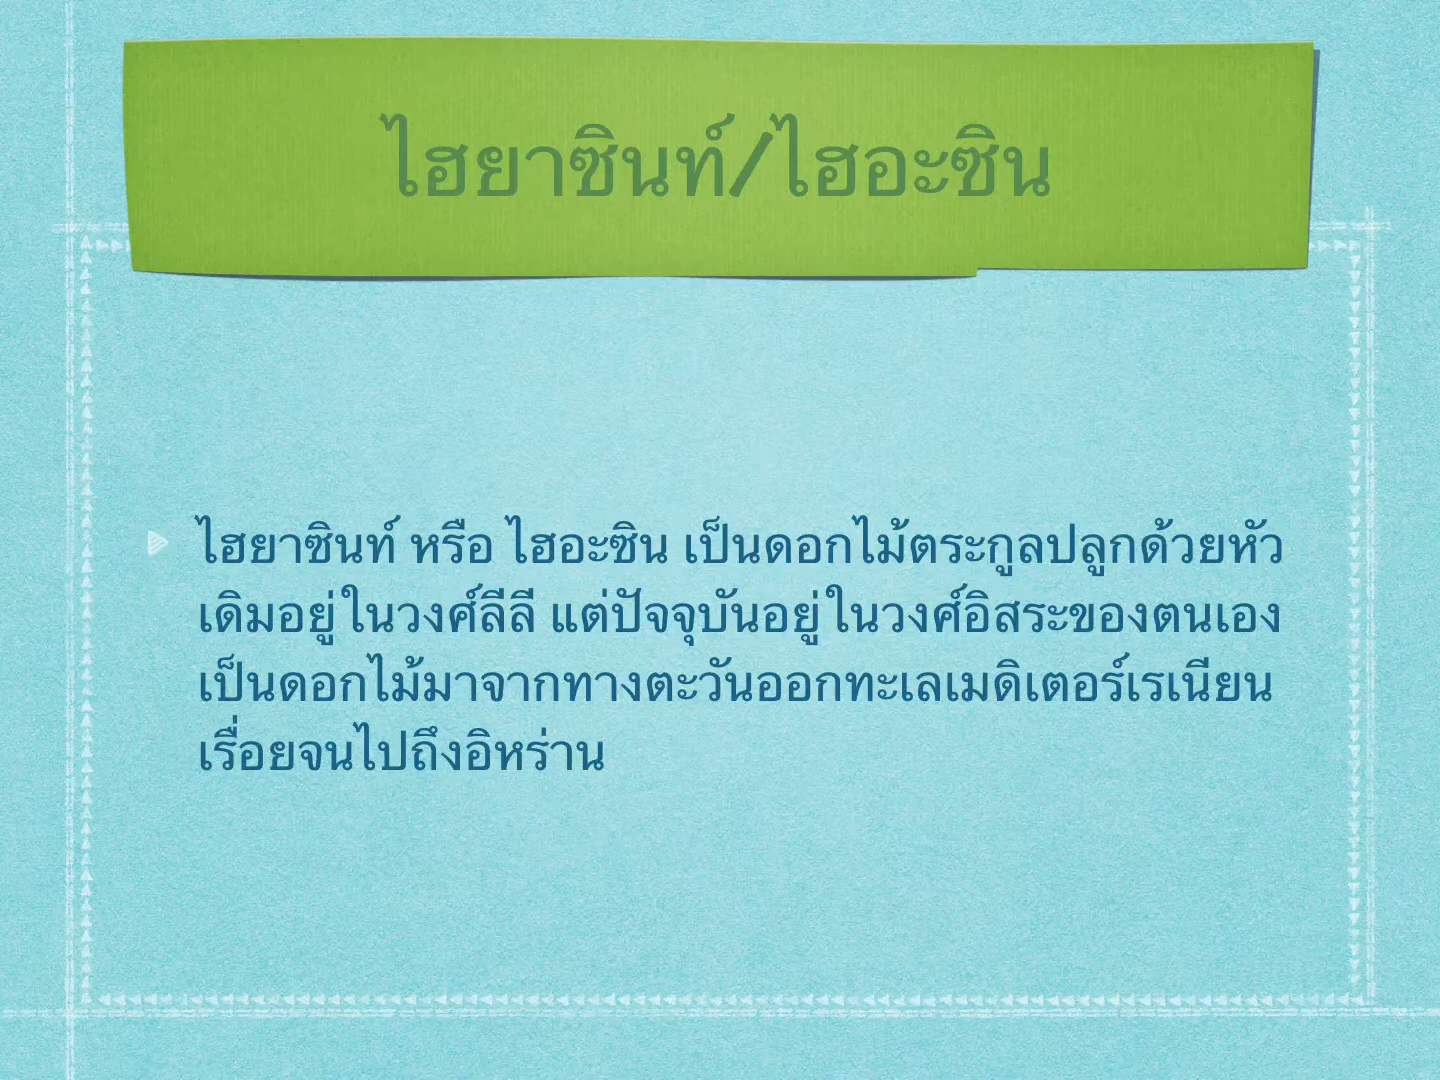 ไฮยาซินท์/ไฮอะซิน
ไฮยาซินท์ หรือ ไฮอะซิน เป็นดอกไม้ตระกูลปลูกด้วยหัว
เดิมอยู่ในวงศ์ลีลี แต่ปัจจุบันอยู่ในวงศ์อิสระของตนเอง
เป็นดอกไม้มาจากทางตะวันออกทะเลเมดิเตอร์เรเนียน
เรื่อยจนไปถึงอิหร่าน